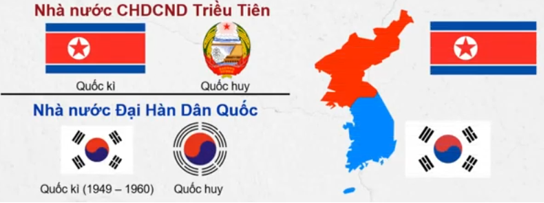 Nhà nước CHDCND Triều Tiên
Quốc kì
Quốc huy
Nhà nước Đại Hàn Dân Quốc
Quốc kì (1949 – 1960)
Quốc huy